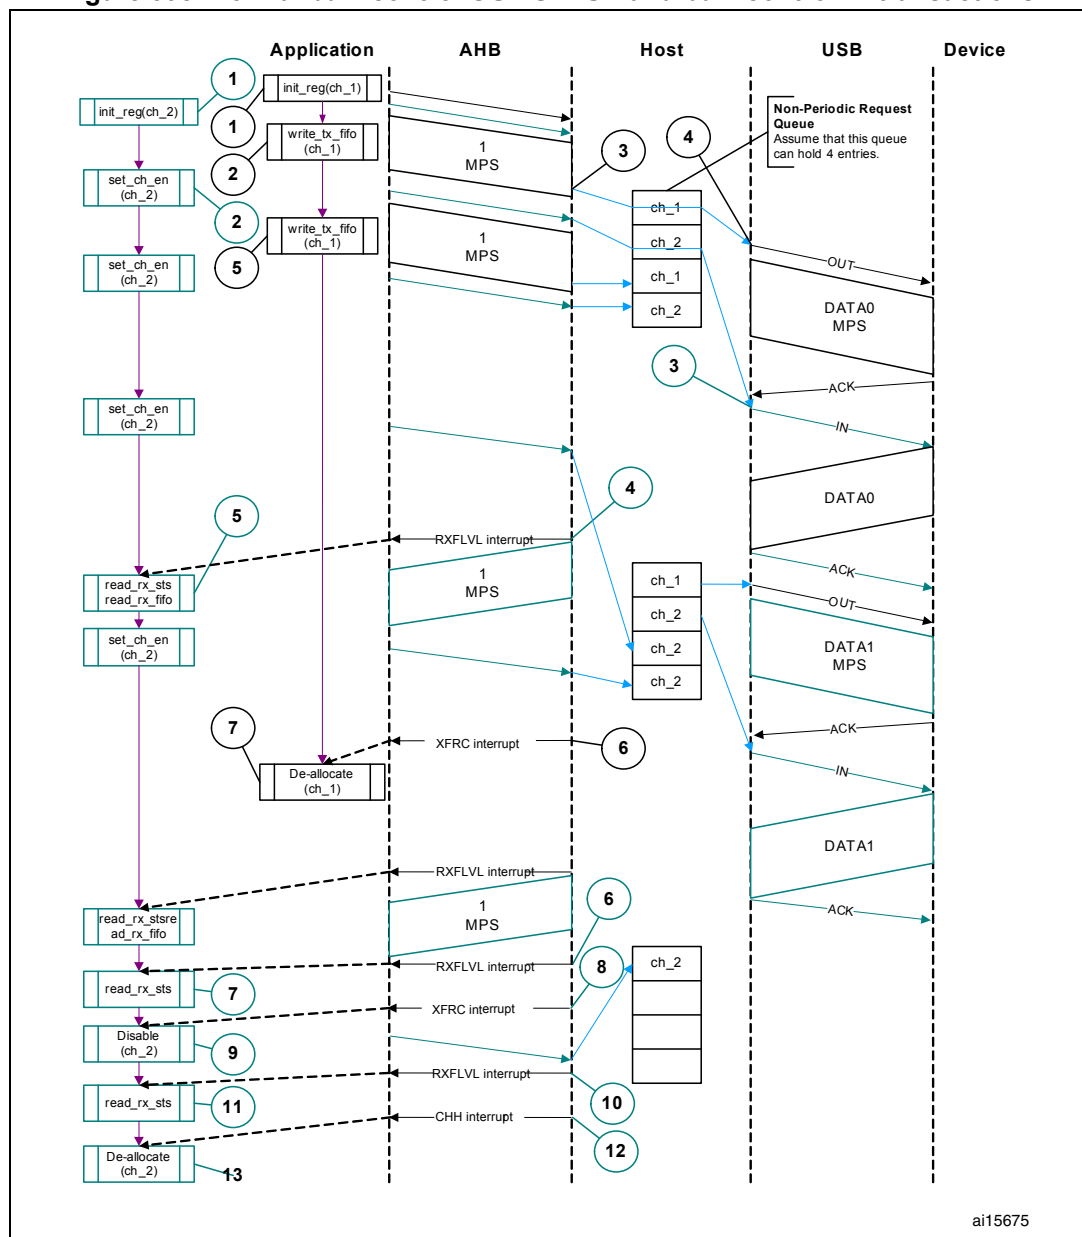 Application AHB Host USB Device
1
init_reg(ch_1)
init_reg(ch_2)
1
Non-Periodic Request
Queue
Assume that this queue
can hold 4 entries.
write_tx_fifo
(ch_1)
2
1
MPS
3
4
set_ch_en
(ch_2)
2
ch_1
write_tx_fifo
(ch_1)
5
1
MPS
ch_2
set_ch_en
(ch_2)
OUT
ch_1
ch_2
DATA0
MPS
3
ACK
set_ch_en
(ch_2)
IN
4
DATA0
5
RXFLVL interrupt
read_rx_sts
read_rx_fifo
1
MPS
ch_1
ACK
OUT
ch_2
set_ch_en
(ch_2)
ch_2
DATA1
MPS
ch_2
7
XFRC interrupt
6
ACK
De-allocate
(ch_1)
IN
DATA1
RXFLVL interrupt
read_rx_stsre
ad_rx_fifo
1
MPS
6
ACK
RXFLVL interrupt
8
ch_2
read_rx_sts
7
XFRC interrupt
Disable
(ch_2)
9
RXFLVL interrupt
read_rx_sts
11
10
CHH interrupt
12
De-allocate
(ch_2)
13
ai15675